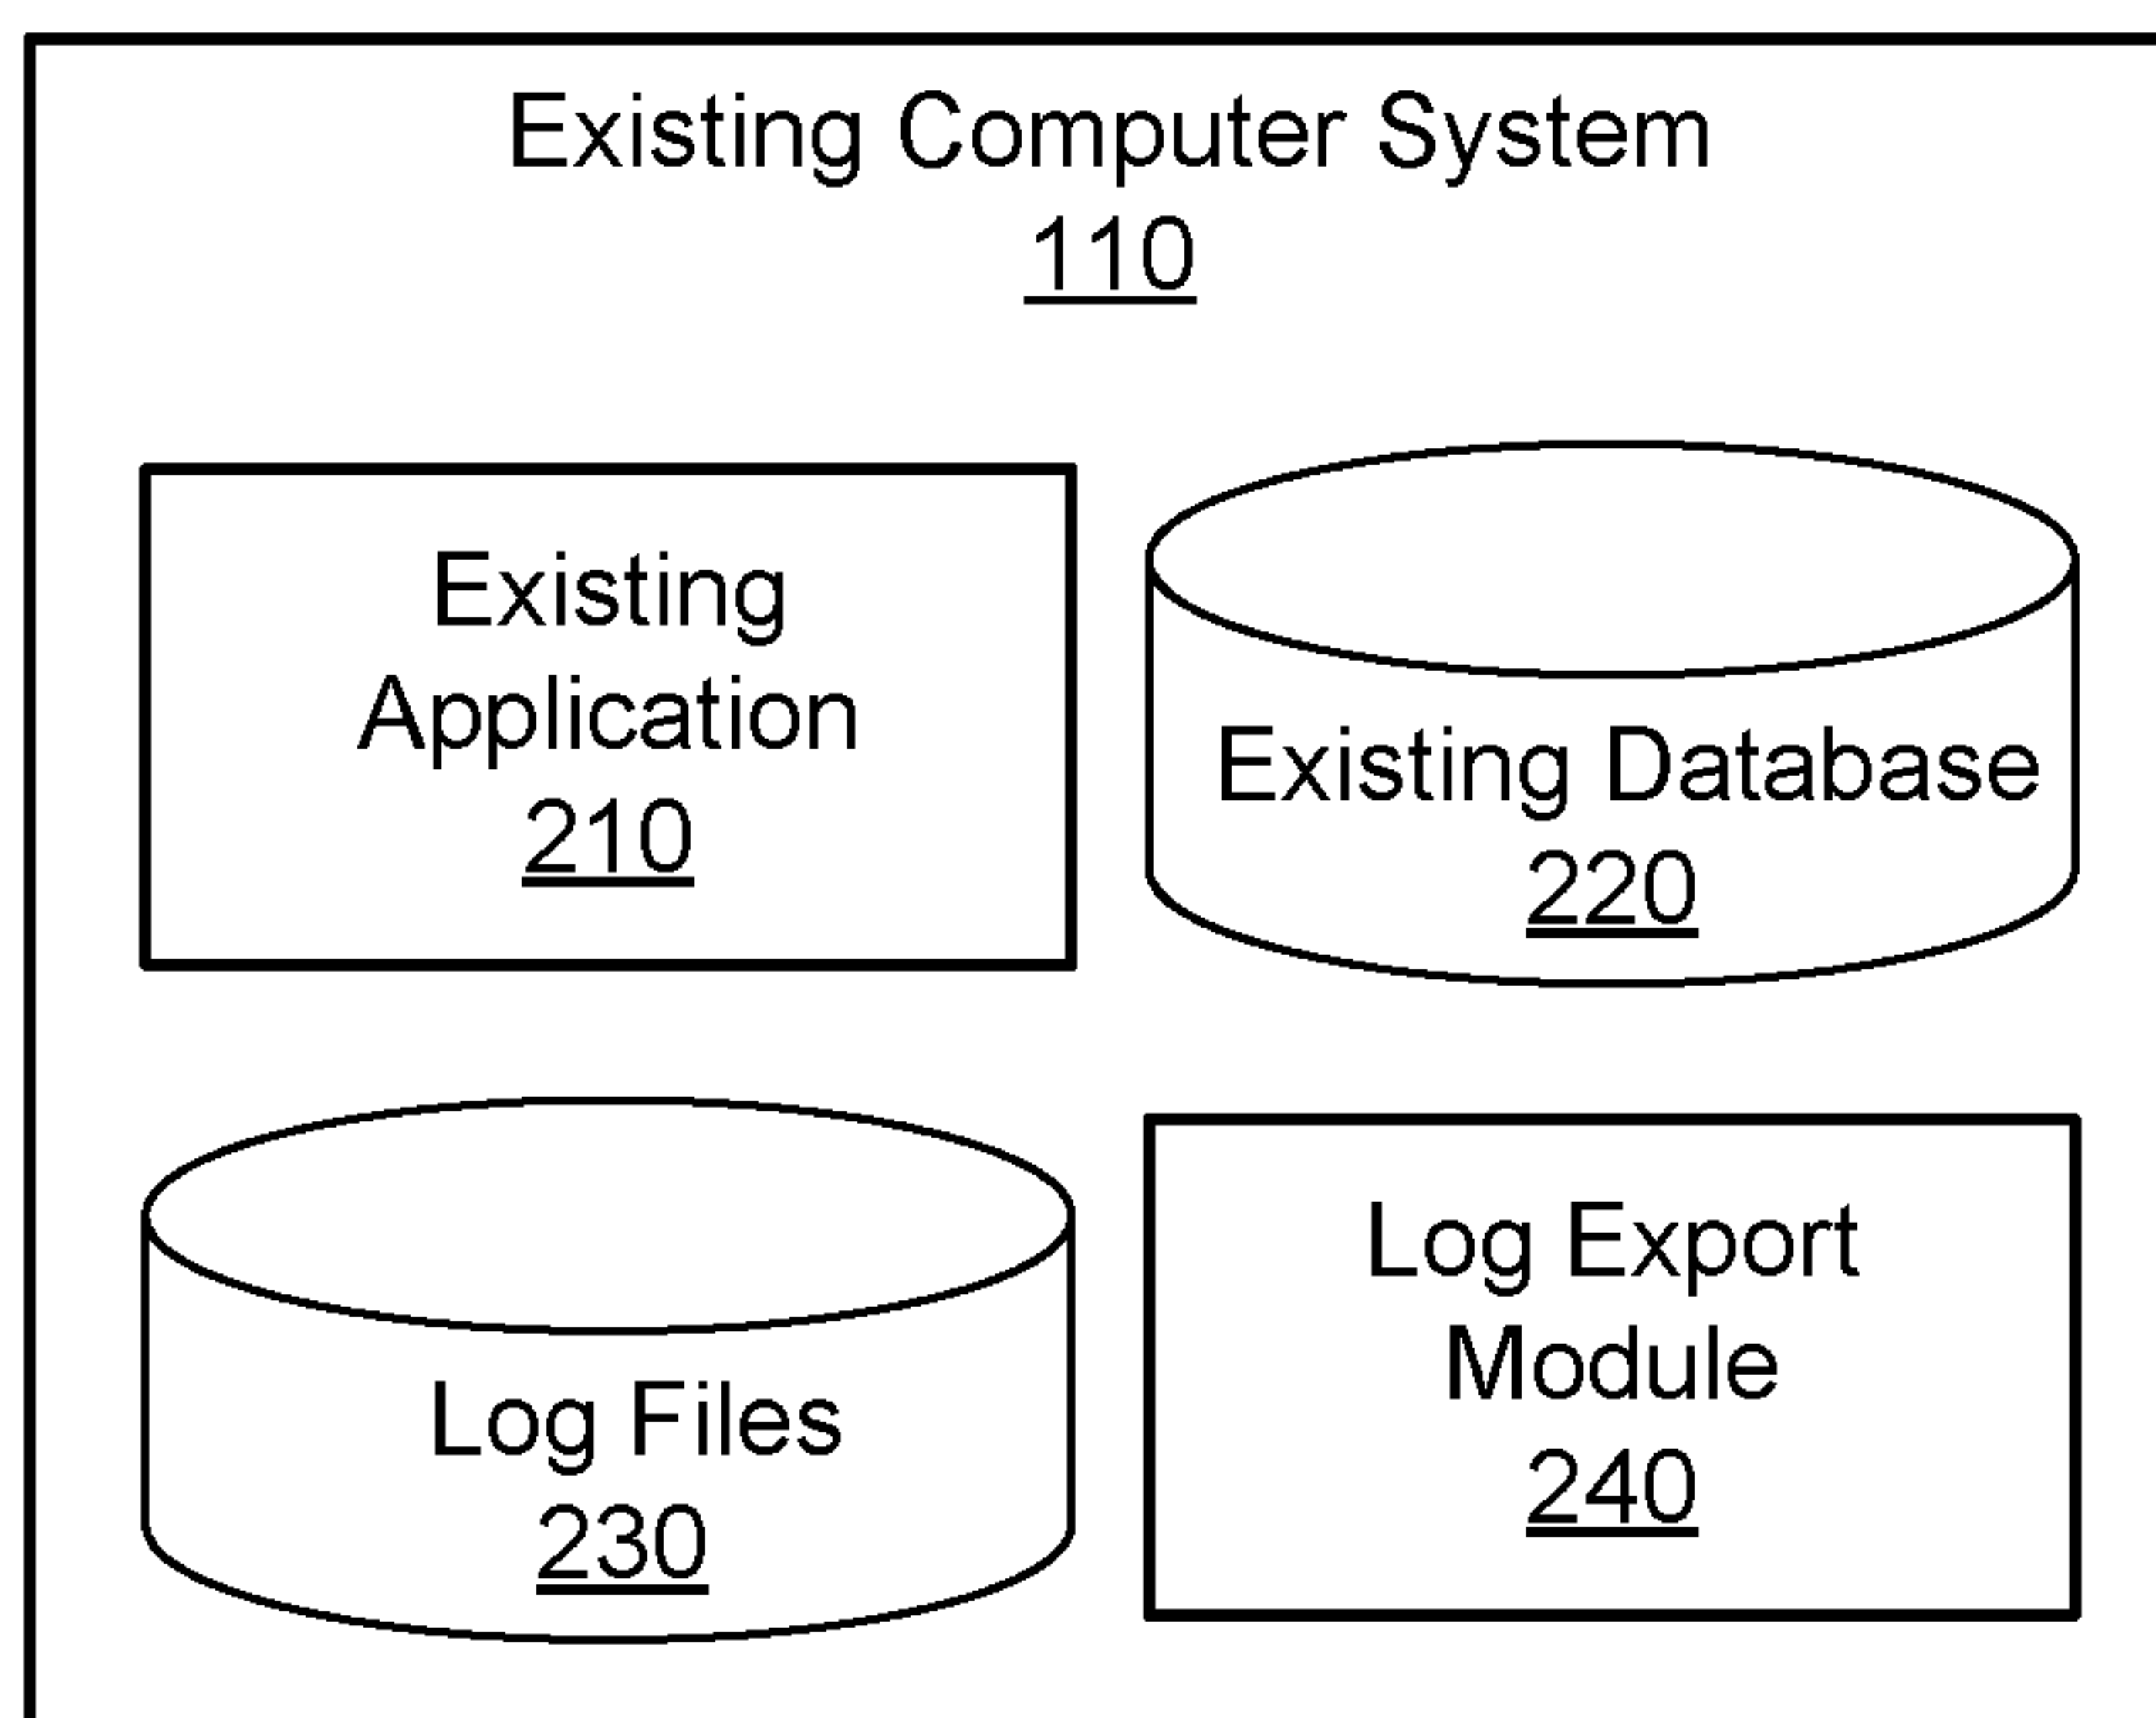 Existing Computer System
110
Existing
Application
210
Existing Database
220
Log Files
230
Log Export
Module
240